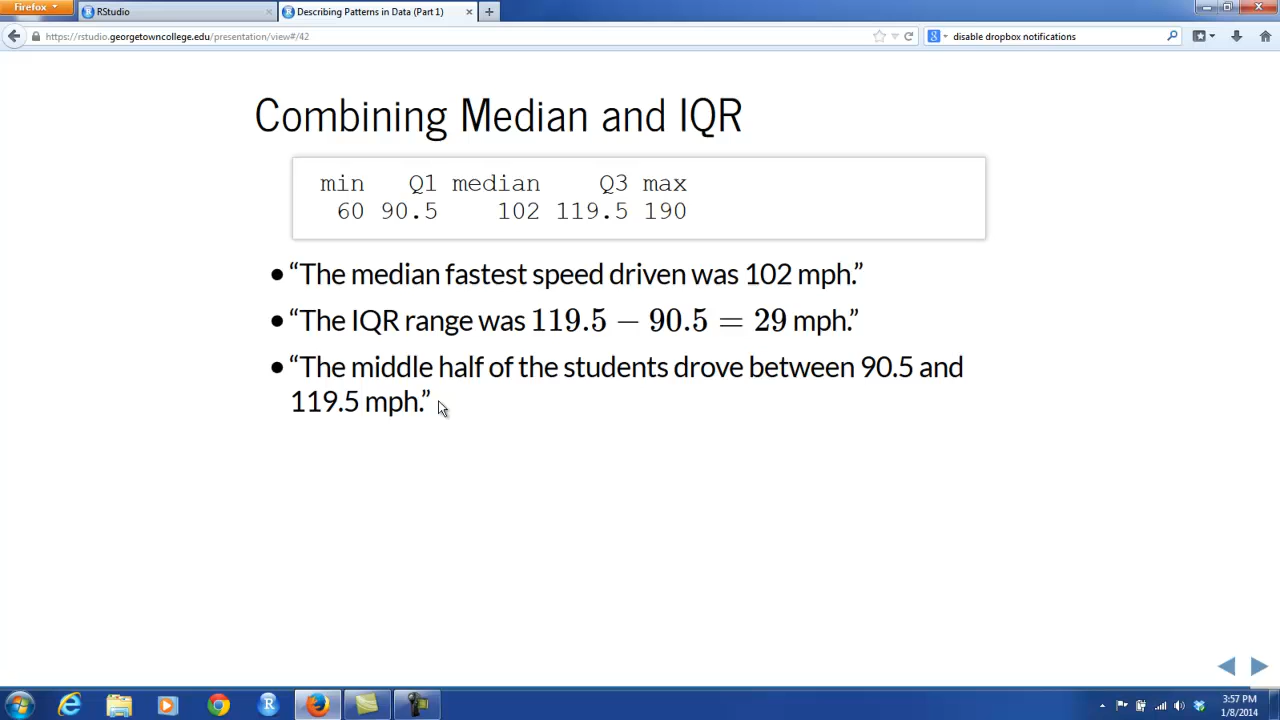 Firefox
RStudio
Describing Patterns in Data (Part 1)
https://rstudio.georgetowncollege.edu/presentation/view#/42
disable dropbox notifications
Combining Median and IQR
min Q1 median Q3 max
60 90.5 102 119.5 190
• “The median fastest speed driven was 102 mph.”
• “The IQR range was 119.5 − 90.5 = 29 mph.”
• “The middle half of the students drove between 90.5 and
119.5 mph.”
3:57 PM
1/8/2014